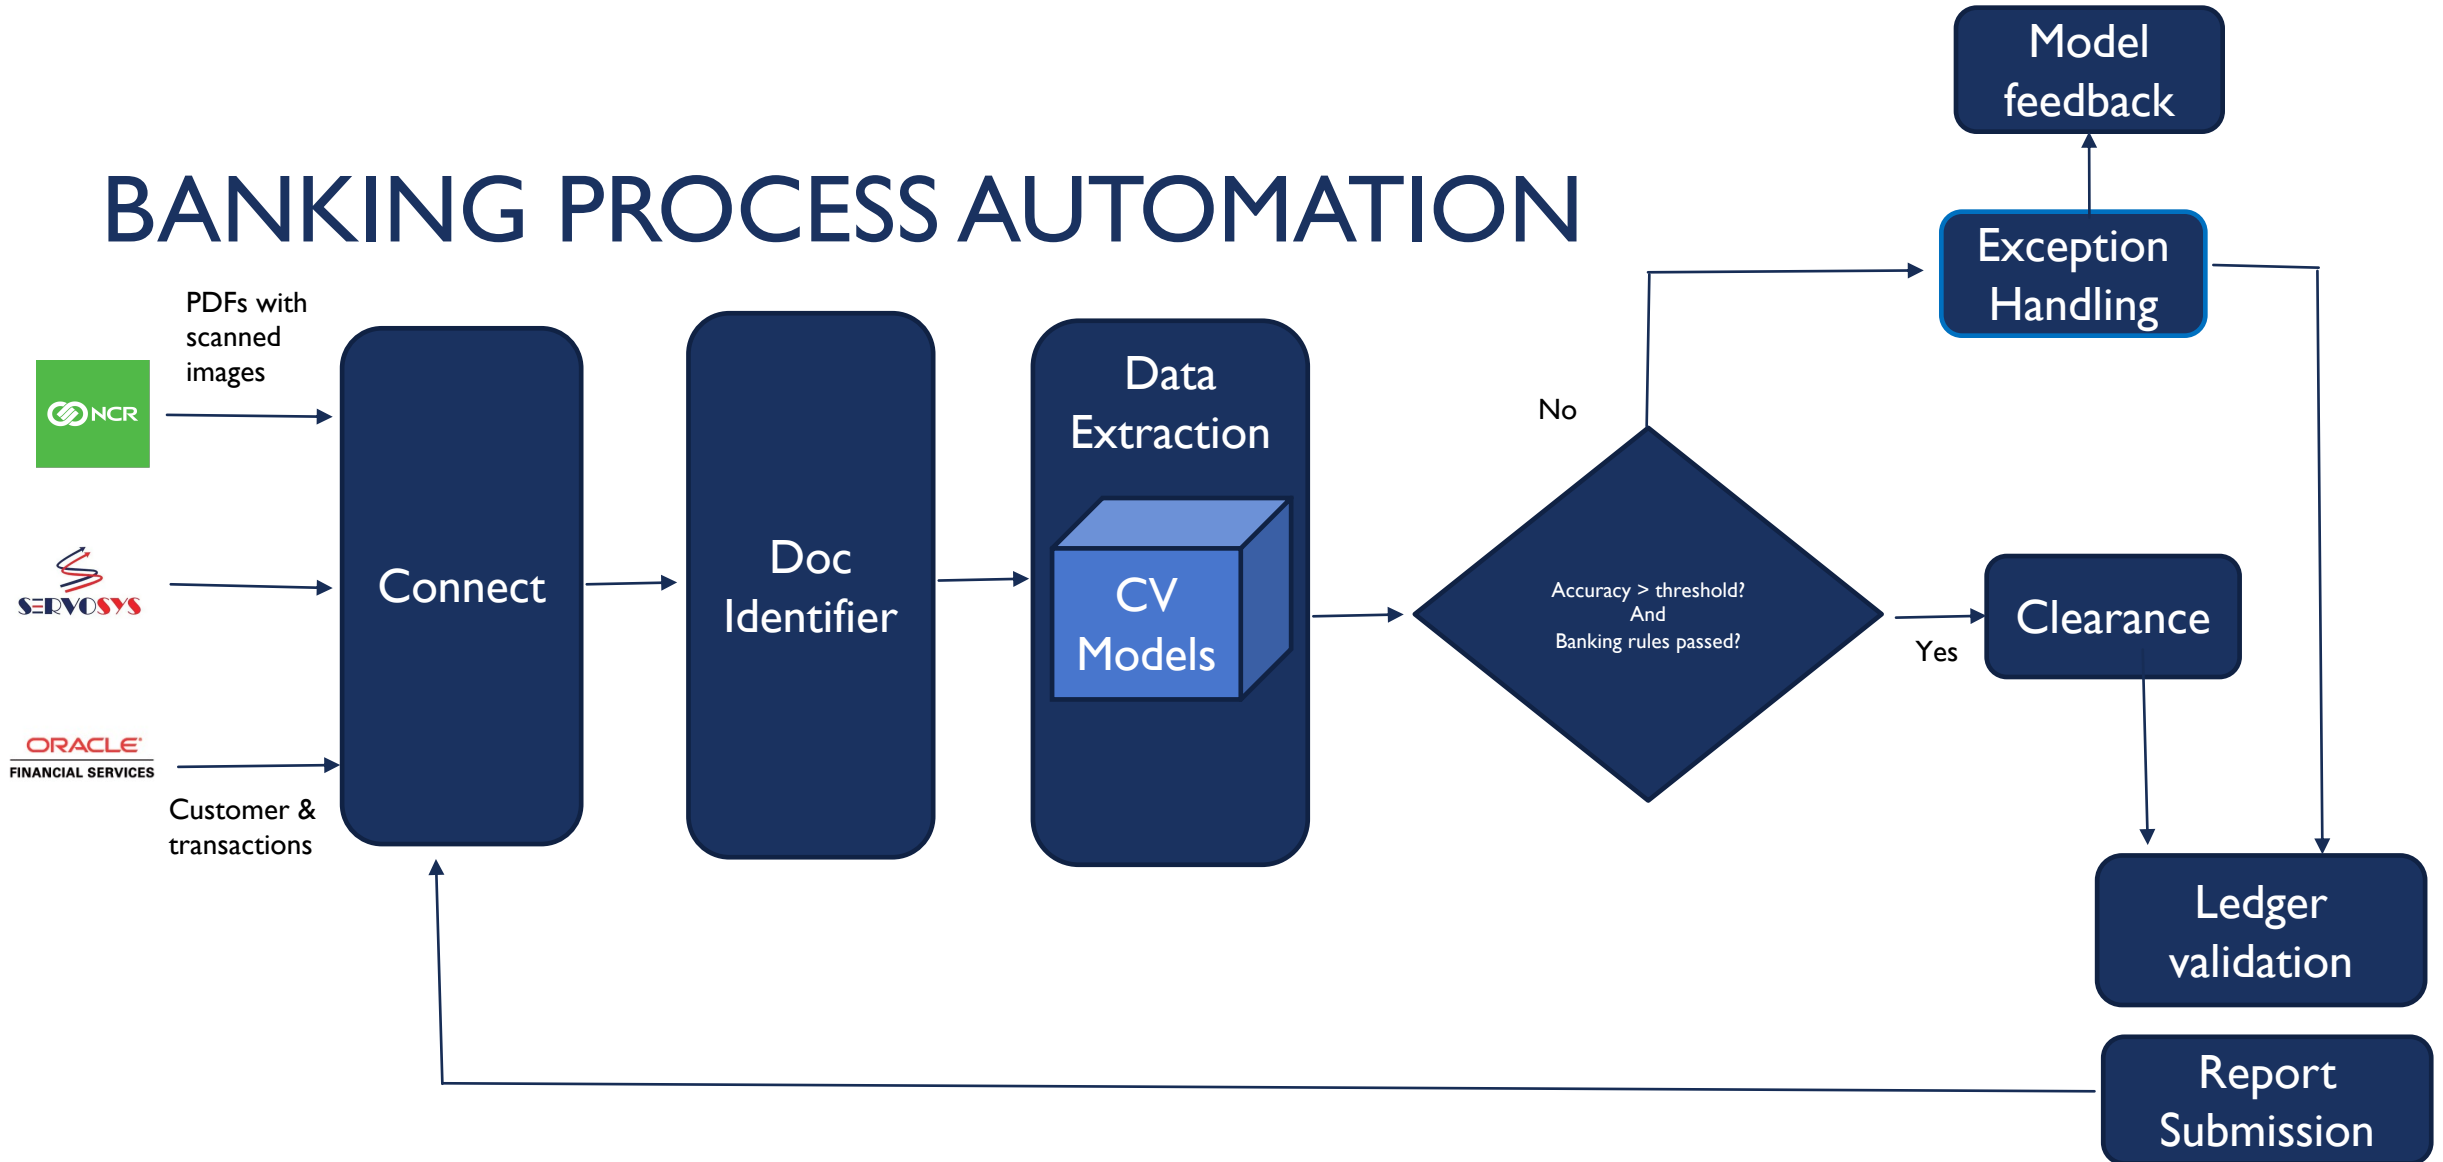 Model
feedback
BANKING PROCESS AUTOMATION
Exception
Handling
PDFs with
scanned
images
NCR
Data
Extraction
No
SERVOSYS
Connect
Doc
Identifier
CV
Models
Accuracy > threshold?
And
Banking rules passed?
Yes
Clearance
ORACLE
FINANCIAL SERVICES
Customer &
transactions
Ledger
validation
Report
Submission